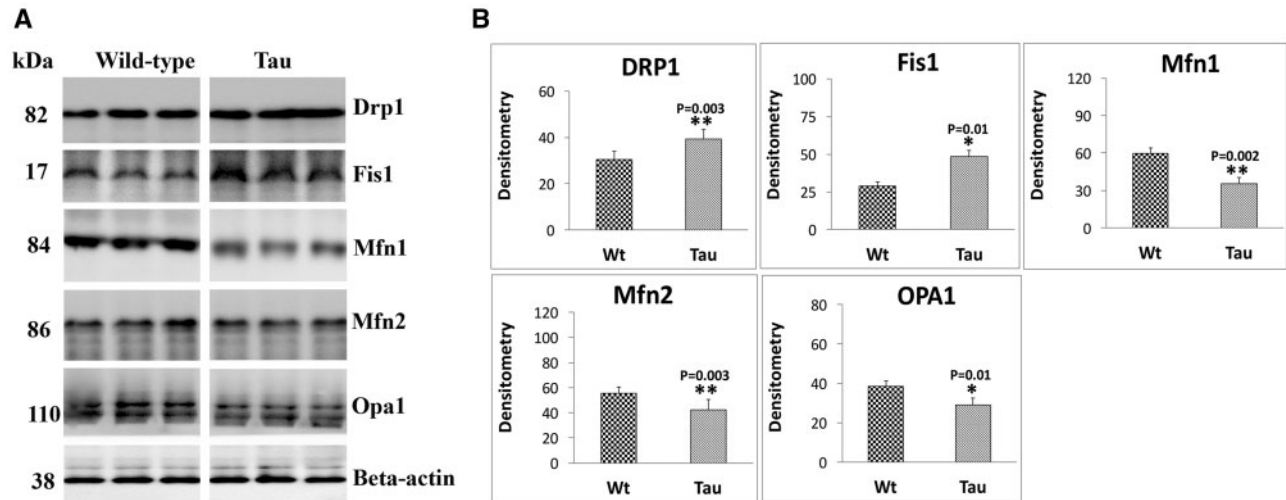 A
kDa Wild-type Tau
82 Drp1
17 Fis1
84 Mfn1
86 Mfn2
110 Opa1
38 Beta-actin
B
DRP1
Densitometry
60
40
20
0
P=0.003
**
Wt Tau
Fis1
Densitometry
100
75
50
25
0
P=0.01
*
Wt Tau
Mfn1
Densitometry
120
90
60
30
0
P=0.002
**
Wt Tau
Mfn2
Densitometry
120
100
80
60
40
20
0
P=0.003
**
Wt Tau
OPA1
Densitometry
80
60
40
20
0
P=0.01
*
Wt Tau